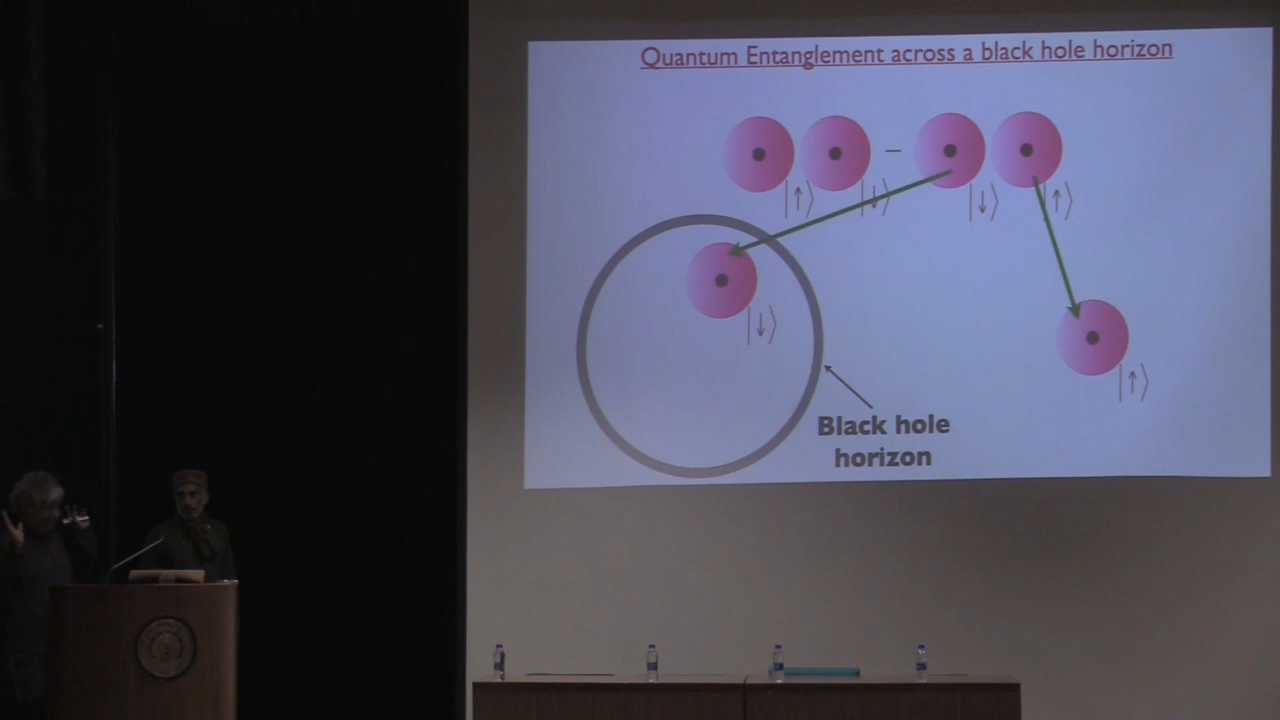 Quantum Entanglement across a black hole horizon
–
|↑⟩ |↓⟩ |↓⟩ |↑⟩
|↓⟩
|↑⟩
Black hole
horizon